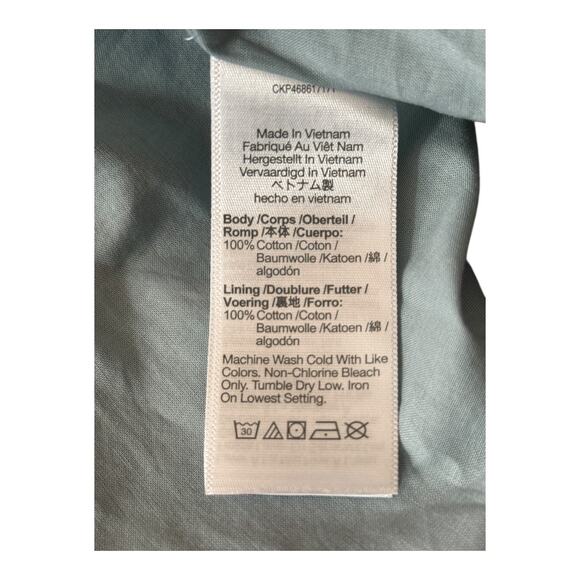 CKP468617171
Made In Vietnam
Fabriqué Au Việt Nam
Hergestellt In Vietnam
Vervaardigd In Vietnam
ベトナム製
hecho en vietnam
Body /Corps /Oberteil /
Romp /本体 /Cuerpo:
100% Cotton /Coton /
Baumwolle /Katoen /綿 /
algodón
Lining /Doublure /Futter /
Voering /裏地 /Forro:
100% Cotton /Coton /
Baumwolle /Katoen /綿 /
algodón
Machine Wash Cold With Like
Colors. Non-Chlorine Bleach
Only. Tumble Dry Low. Iron
On Lowest Setting.
30